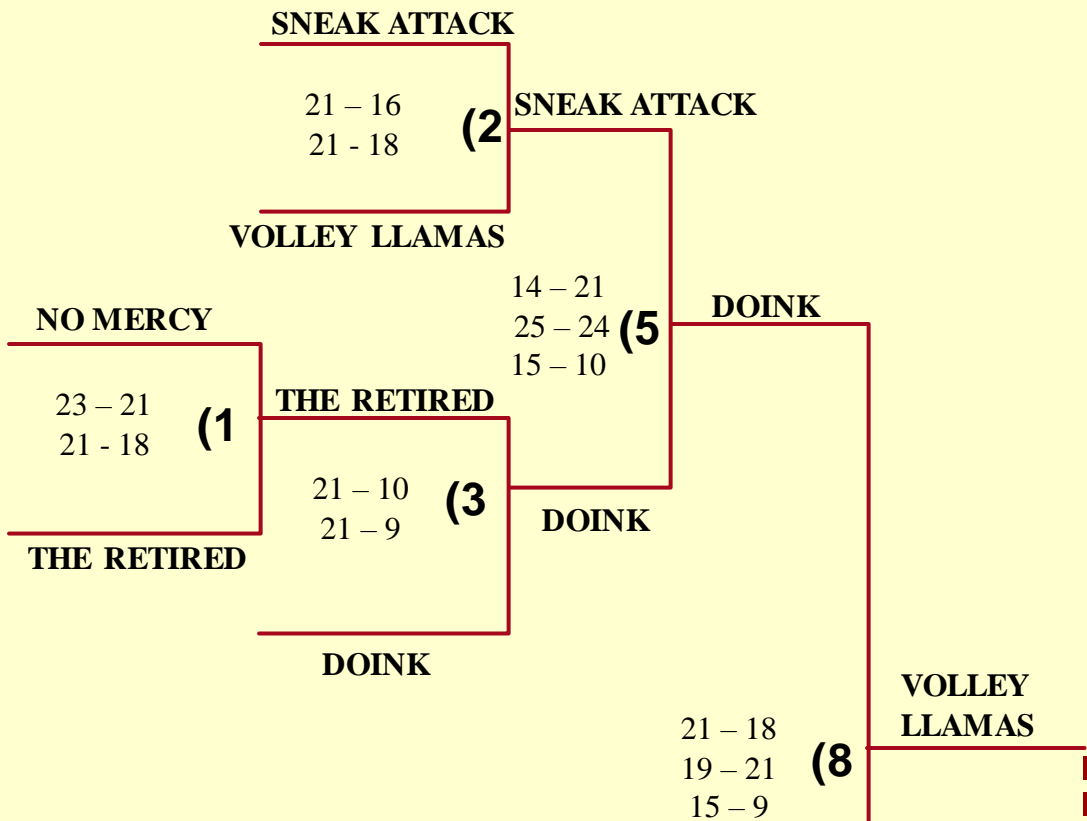 SNEAK ATTACK
21 – 16
21 - 18
(2
SNEAK ATTACK
VOLLEY LLAMAS
14 – 21
25 – 24
15 – 10
(5
DOINK
NO MERCY
23 – 21
21 - 18
(1
THE RETIRED
THE RETIRED
21 – 10
21 – 9
(3
DOINK
DOINK
VOLLEY
LLAMAS
21 – 18
19 – 21
15 – 9
(8